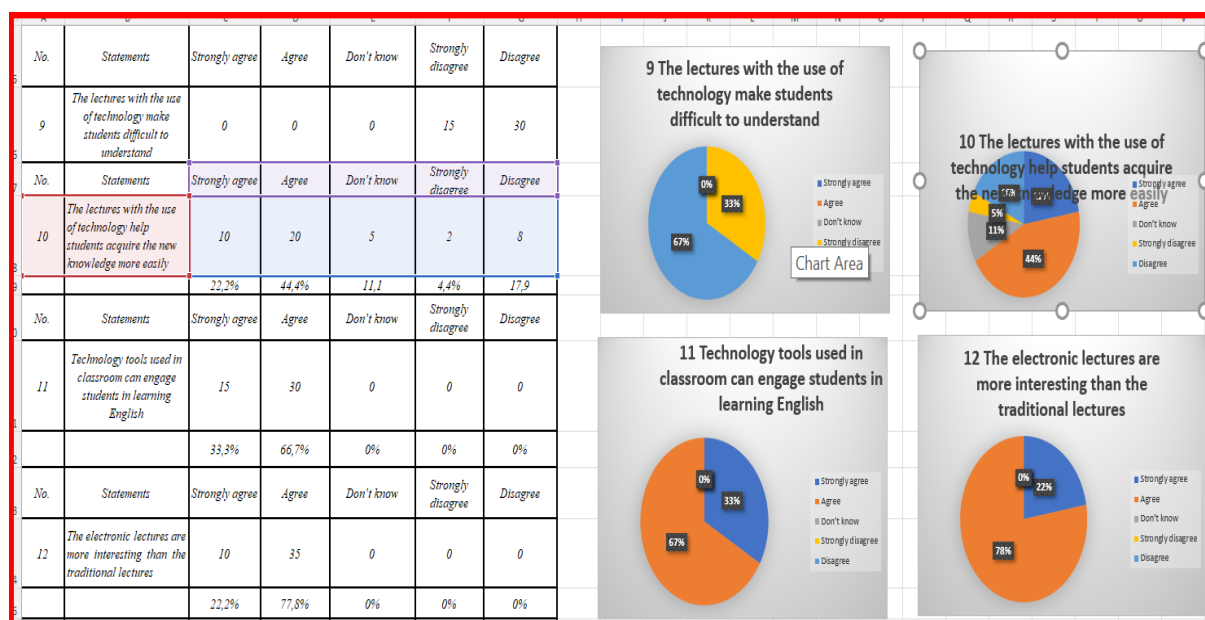 No. Statements Strongly agree Agree Don't know Strongly disagree Disagree
9 The lectures with the use of technology make students difficult to understand 0 0 0 15 30
No. Statements Strongly agree Agree Don't know Strongly disagree Disagree
10 The lectures with the use of technology help students acquire the new knowledge more easily 10 20 5 2 8
22,2% 44,4% 11,1 4,4% 17,9
No. Statements Strongly agree Agree Don't know Strongly disagree Disagree
11 Technology tools used in classroom can engage students in learning English 15 30 0 0 0
33,3% 66,7% 0% 0% 0%
No. Statements Strongly agree Agree Don't know Strongly disagree Disagree
12 The electronic lectures are more interesting than the traditional lectures 10 35 0 0 0
22,2% 77,8% 0% 0% 0%
9 The lectures with the use of
technology make students
difficult to understand
0%
33%
67%
Strongly agree
Agree
Don't know
Strongly disagree
Chart Area
10 The lectures with the use of
technology help students acquire
the new knowledge more easily
5%
11%
44%
Strongly agree
Agree
Don't know
Strongly disagree
Disagree
11 Technology tools used in
classroom can engage students in
learning English
0%
33%
67%
Strongly agree
Agree
Don't know
Strongly disagree
Disagree
12 The electronic lectures are
more interesting than the
traditional lectures
0%
22%
78%
Strongly agree
Agree
Don't know
Strongly disagree
Disagree